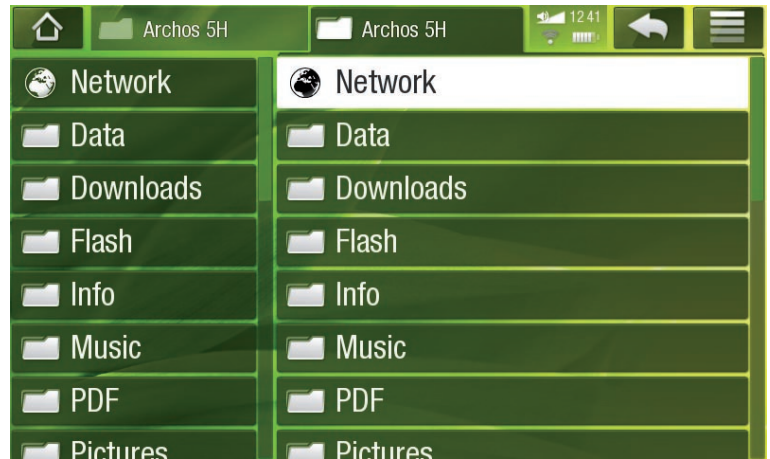 Archos 5H
Archos 5H
12 41
Network
Network
Data
Data
Downloads
Downloads
Flash
Flash
Info
Info
Music
Music
PDF
PDF
Pictures
Pictures